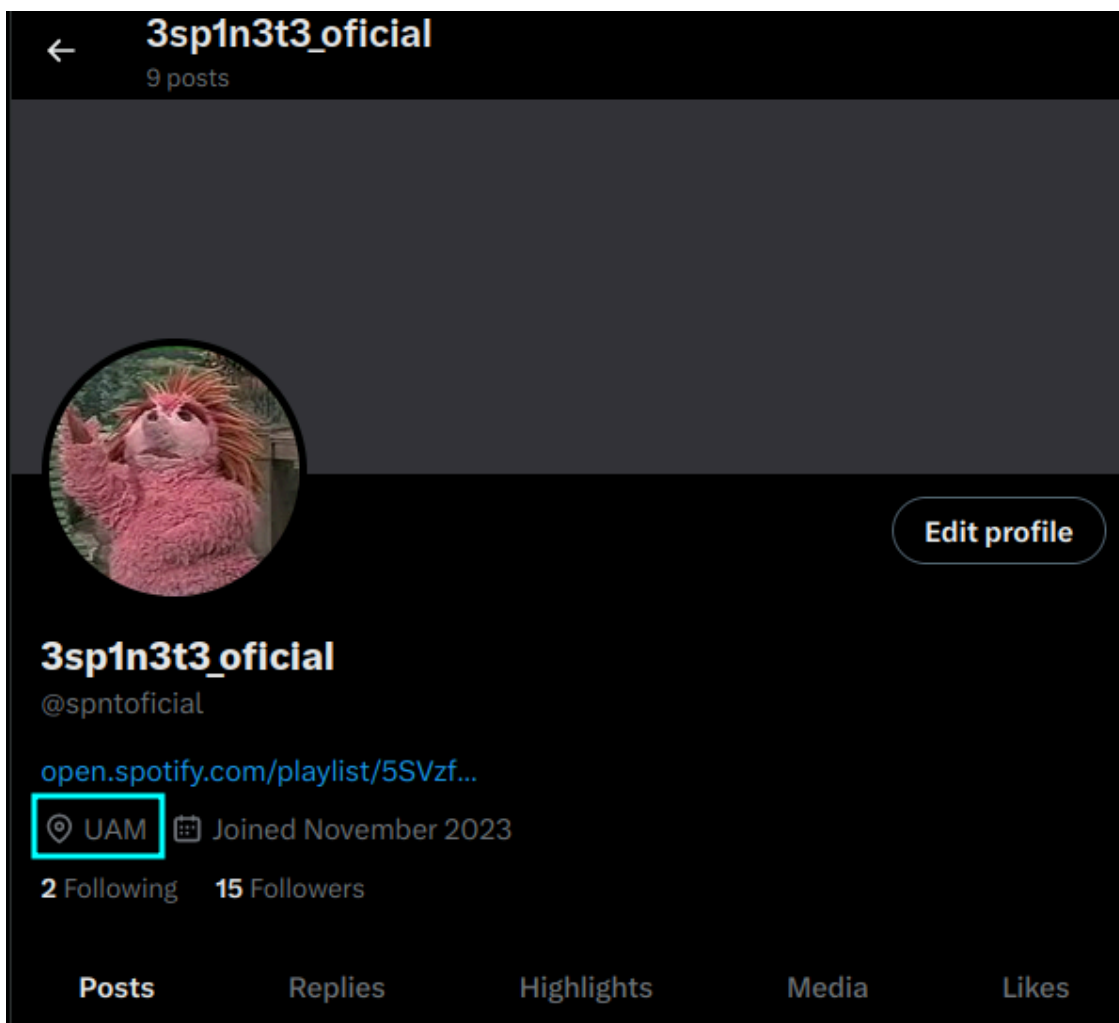 3sp1n3t3_oficial
9 posts
Edit profile
3sp1n3t3_oficial
@spntoficial
open.spotify.com/playlist/5SVzf...
UAM Joined November 2023
2 Following 15 Followers
Posts Replies Highlights Media Likes